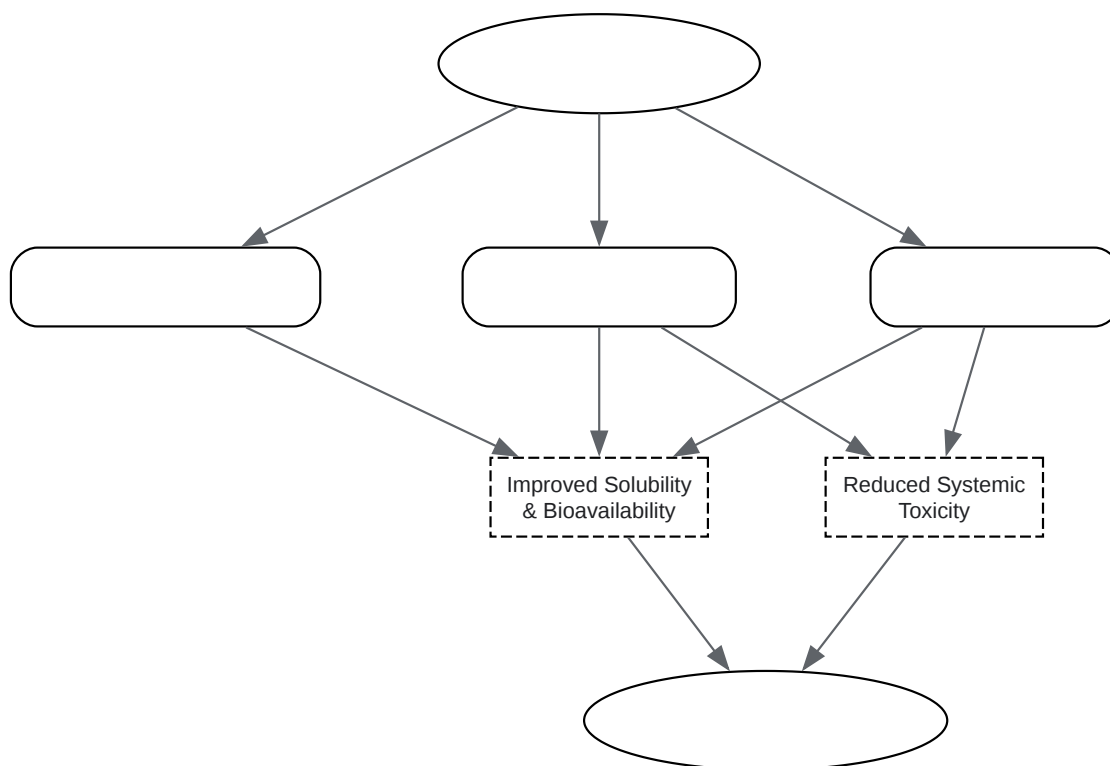 Improved Solubility
& Bioavailability
Reduced Systemic
Toxicity